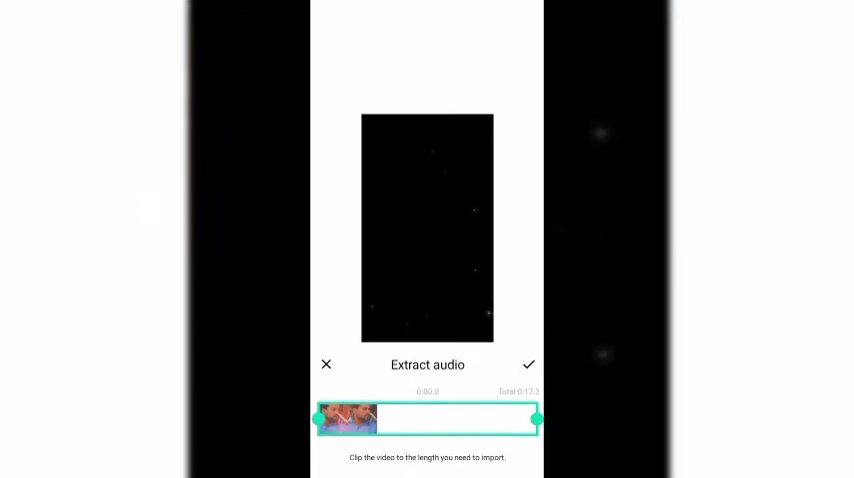 Extract audio
0:00.0 Total 0:17.3
Clip the video to the length you need to import.